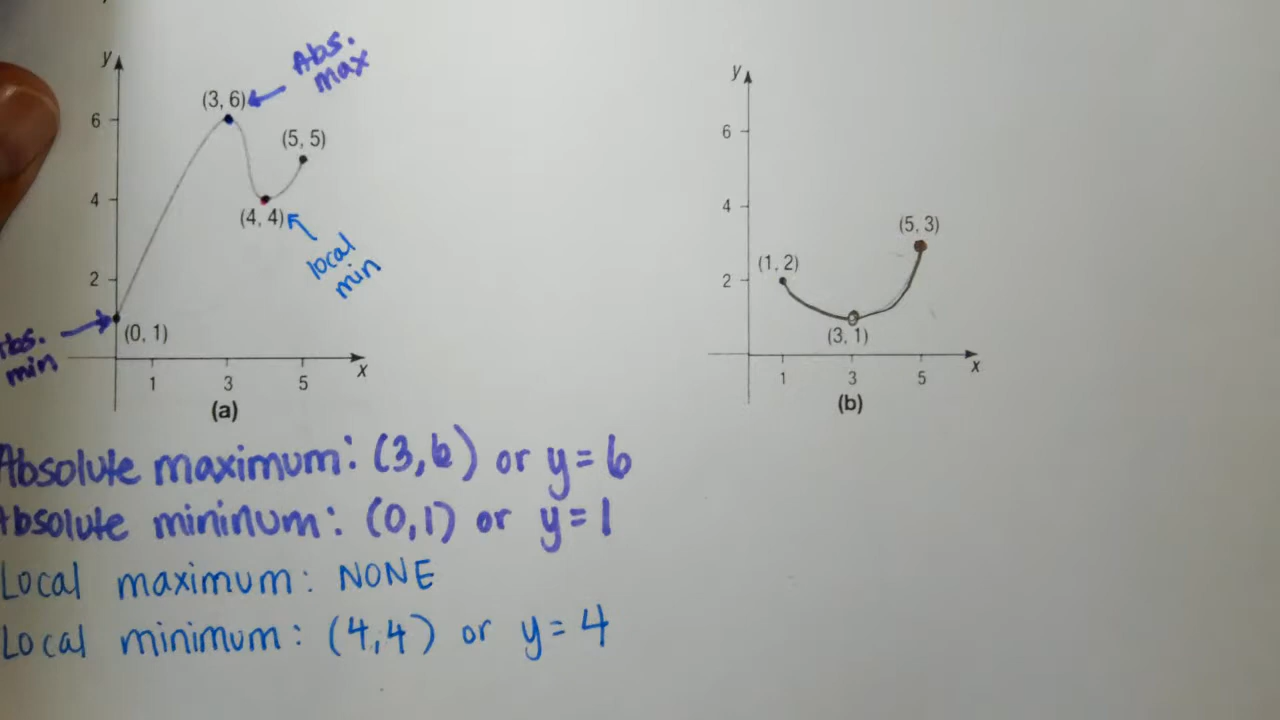 y
Abs.
max
(3, 6)
6
(5, 5)
4
(4, 4)
local
min
2
Abs.
min
(0, 1)
1
3
5
x
(a)
y
6
4
(5, 3)
(1, 2)
2
(3, 1)
1
3
5
x
(b)
Absolute maximum: (3,6) or y=6
Absolute mininum: (0,1) or y=1
Local maximum: NONE
Local minimum: (4,4) or y=4